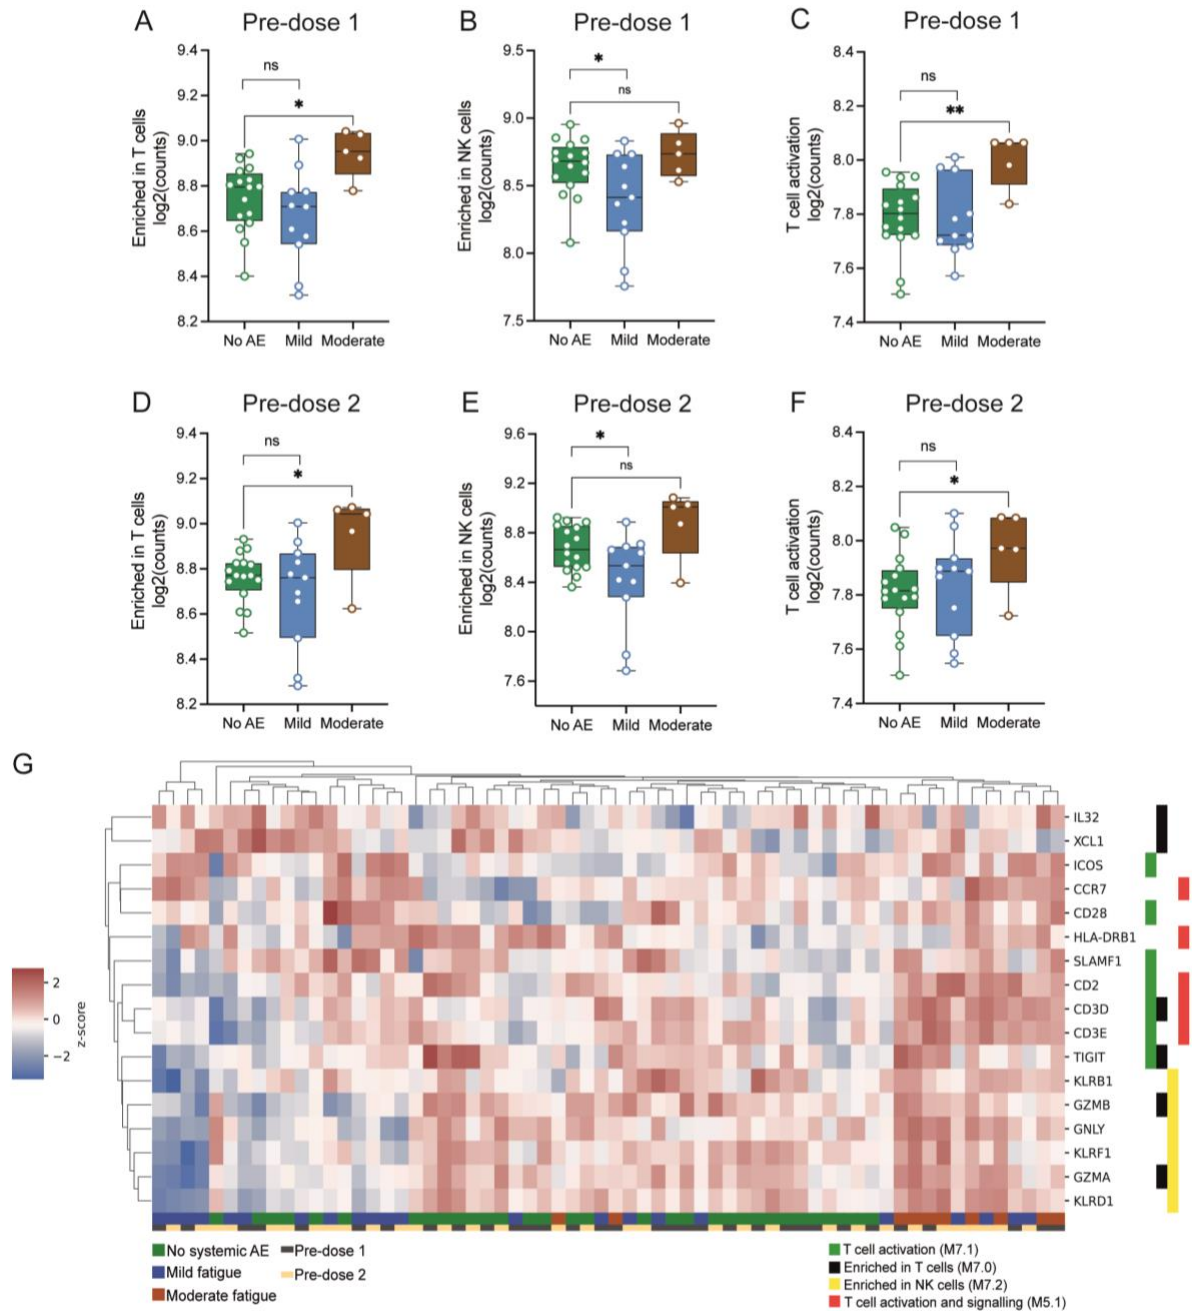 A
Pre-dose 1
Enriched in T cells
log2(counts)
9.4
9.2
9.0
8.8
8.6
8.4
8.2
ns
*
No AE Mild Moderate
B
Pre-dose 1
Enriched in NK cells
log2(counts)
9.5
9.0
8.5
8.0
7.5
*
ns
No AE Mild Moderate
C
Pre-dose 1
T cell activation
log2(counts)
8.4
8.2
8.0
7.8
7.6
7.4
ns
**
No AE Mild Moderate
D
Pre-dose 2
Enriched in T cells
log2(counts)
9.4
9.2
9.0
8.8
8.6
8.4
8.2
ns
*
No AE Mild Moderate
E
Pre-dose 2
Enriched in NK cells
log2(counts)
9.6
9.2
8.8
8.4
8.0
7.6
*
ns
No AE Mild Moderate
F
Pre-dose 2
T cell activation
log2(counts)
8.4
8.2
8.0
7.8
7.6
7.4
ns
*
No AE Mild Moderate
G
2
0
−2
z-score
IL32
XCL1
ICOS
CCR7
CD28
HLA-DRB1
SLAMF1
CD2
CD3D
CD3E
TIGIT
KLRB1
GZMB
GNLY
KLRF1
GZMA
KLRD1
No systemic AE
Mild fatigue
Moderate fatigue
Pre-dose 1
Pre-dose 2
T cell activation (M7.1)
Enriched in T cells (M7.0)
Enriched in NK cells (M7.2)
T cell activation and signalling (M5.1)